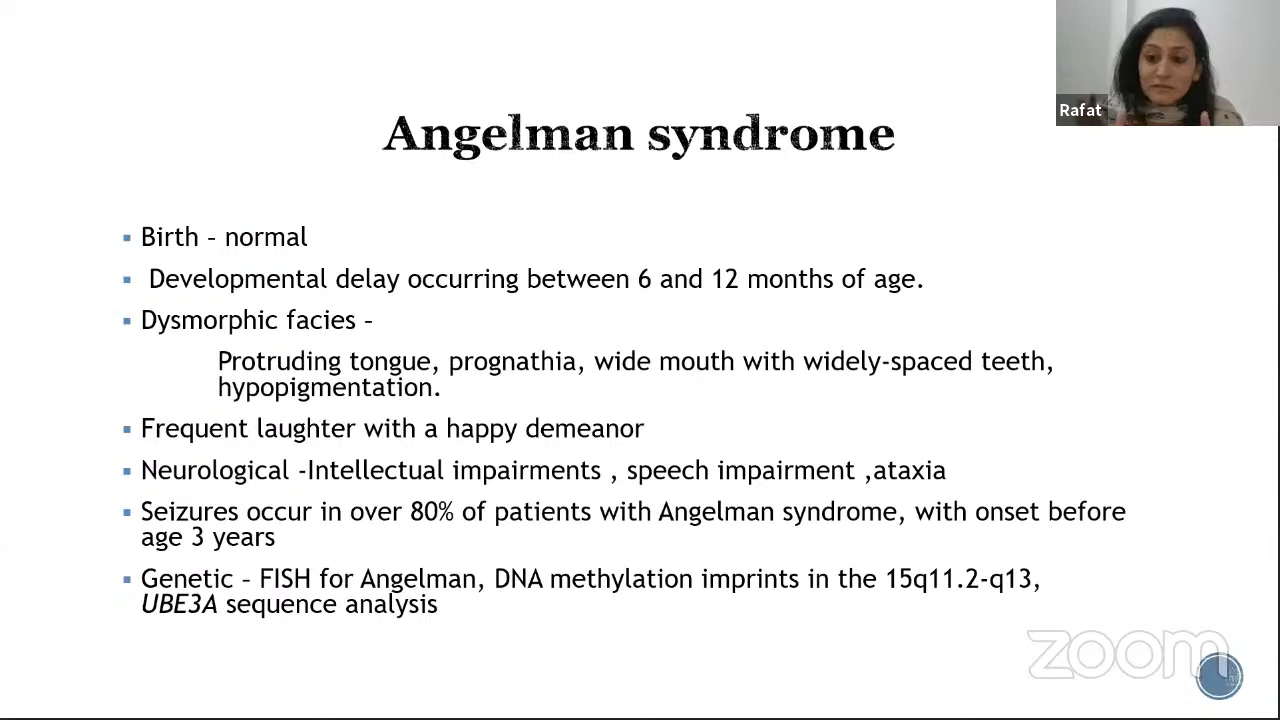 Rafat
Angelman syndrome
▪ Birth – normal
▪ Developmental delay occurring between 6 and 12 months of age.
▪ Dysmorphic facies –
Protruding tongue, prognathia, wide mouth with widely-spaced teeth,
hypopigmentation.
▪ Frequent laughter with a happy demeanor
▪ Neurological -Intellectual impairments , speech impairment ,ataxia
▪ Seizures occur in over 80% of patients with Angelman syndrome, with onset before
age 3 years
▪ Genetic – FISH for Angelman, DNA methylation imprints in the 15q11.2-q13,
UBE3A sequence analysis
zoom